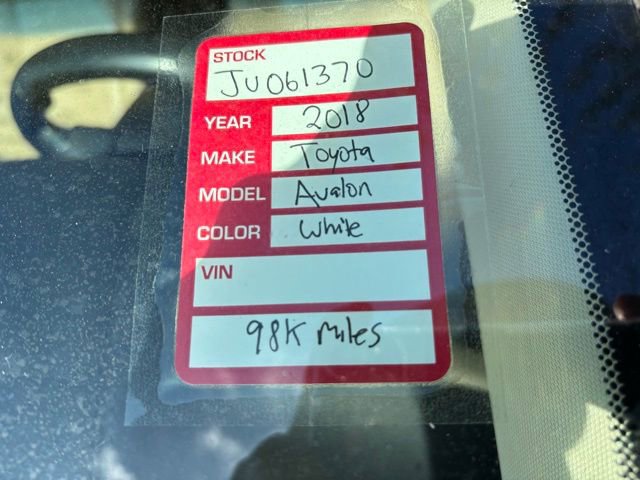 STOCK
JU061370
YEAR 2018
MAKE Toyota
MODEL Avalon
COLOR White
VIN
98K miles